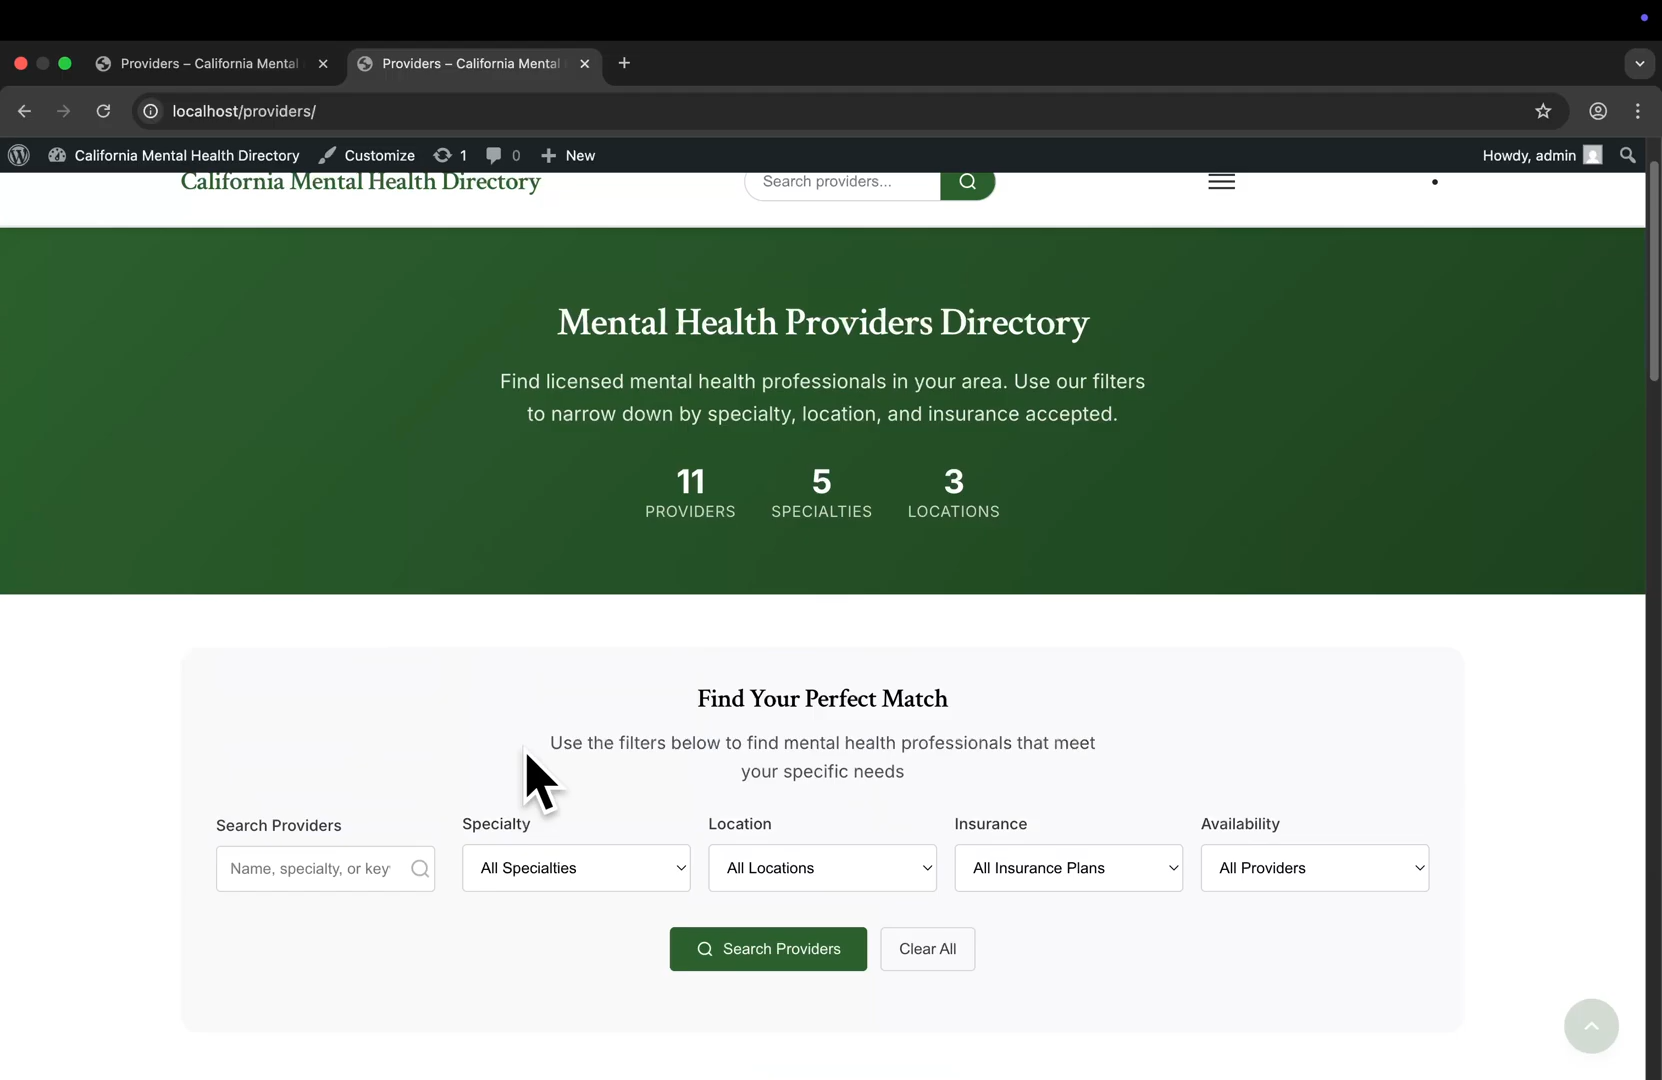 Providers – California Mental
Providers – California Mental
localhost/providers/
California Mental Health Directory
Customize
1
0
New
Howdy, admin
California Mental Health Directory
Search providers...
Mental Health Providers Directory
Find licensed mental health professionals in your area. Use our filters
to narrow down by specialty, location, and insurance accepted.
11
5
3
PROVIDERS
SPECIALTIES
LOCATIONS
Find Your Perfect Match
Use the filters below to find mental health professionals that meet
your specific needs
Search Providers
Specialty
Location
Insurance
Availability
Name, specialty, or key
All Specialties
All Locations
All Insurance Plans
All Providers
Search Providers
Clear All